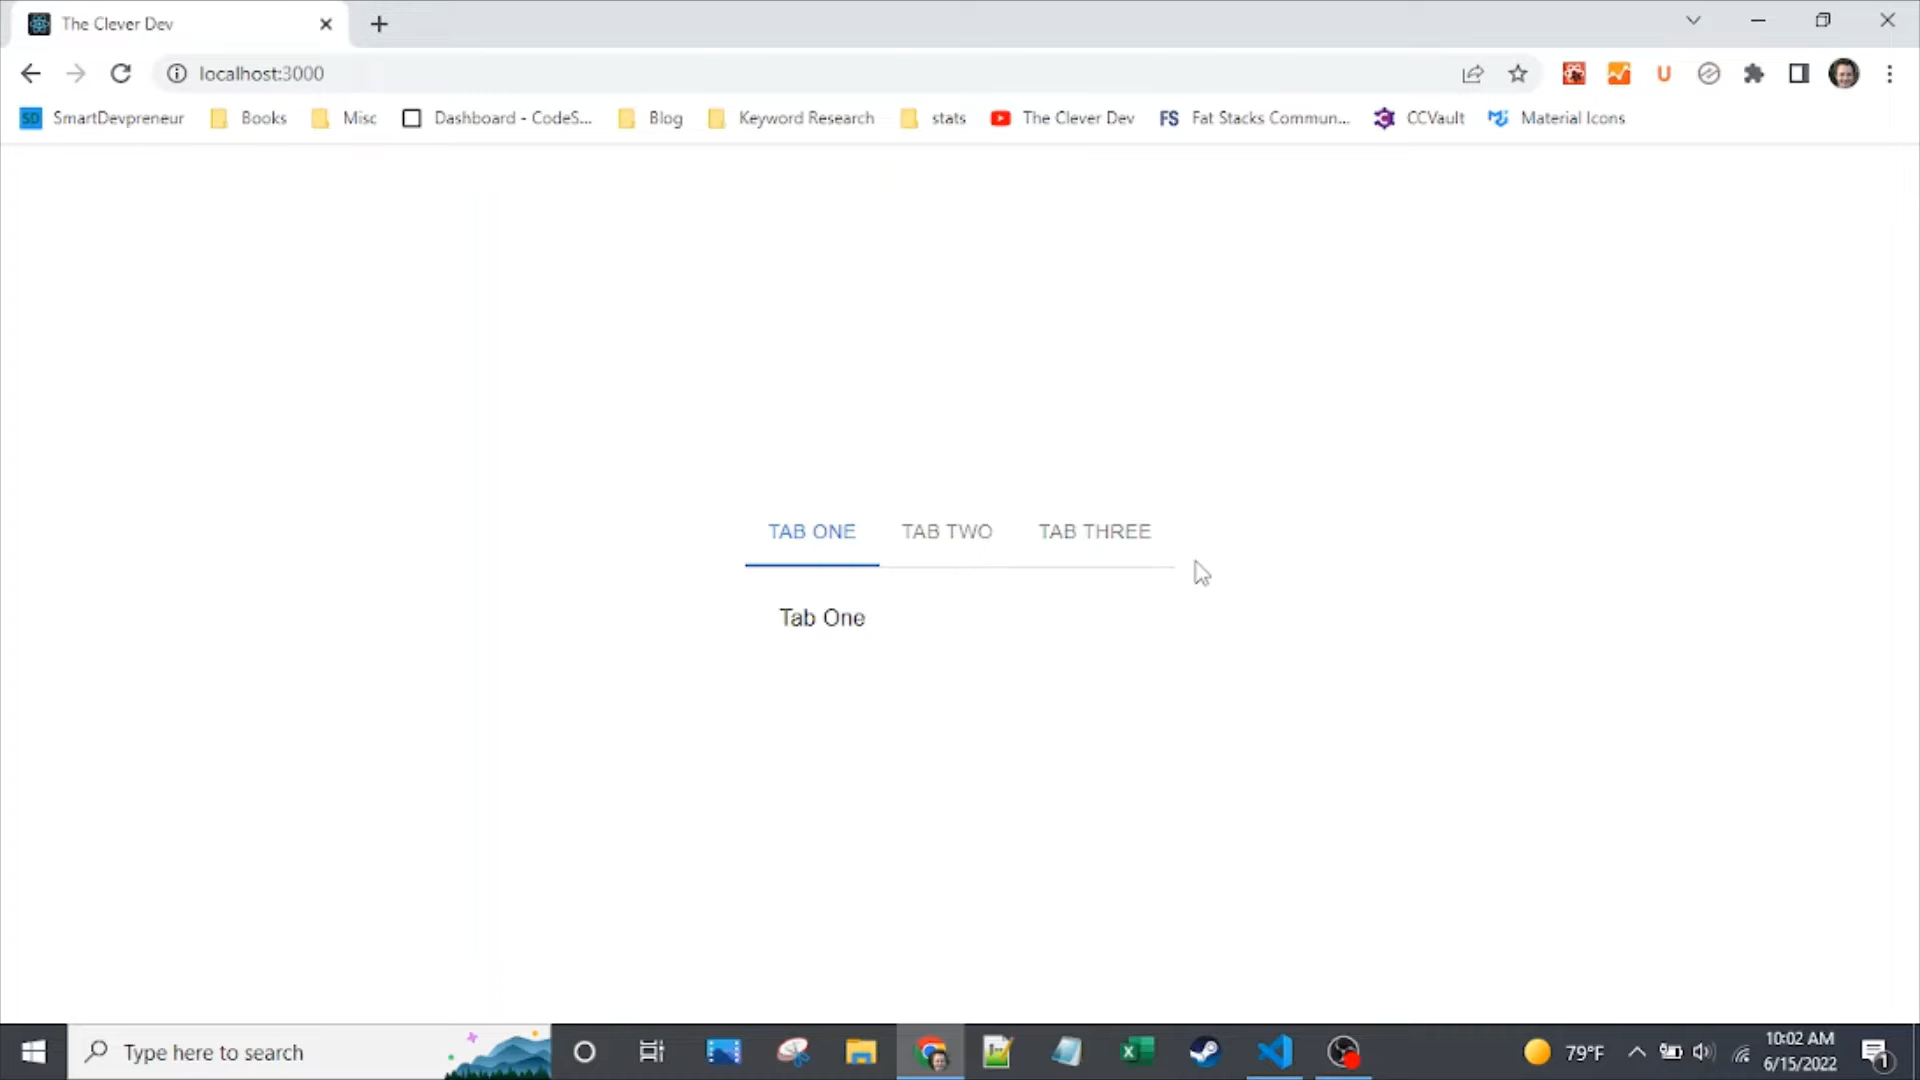 The Clever Dev
localhost:3000
SmartDevpreneur Books Misc Dashboard - CodeS... Blog Keyword Research stats The Clever Dev FS Fat Stacks Commun... CCVault Material Icons
TAB ONE TAB TWO TAB THREE
Tab One
Type here to search
79°F
10:02 AM
6/15/2022
1